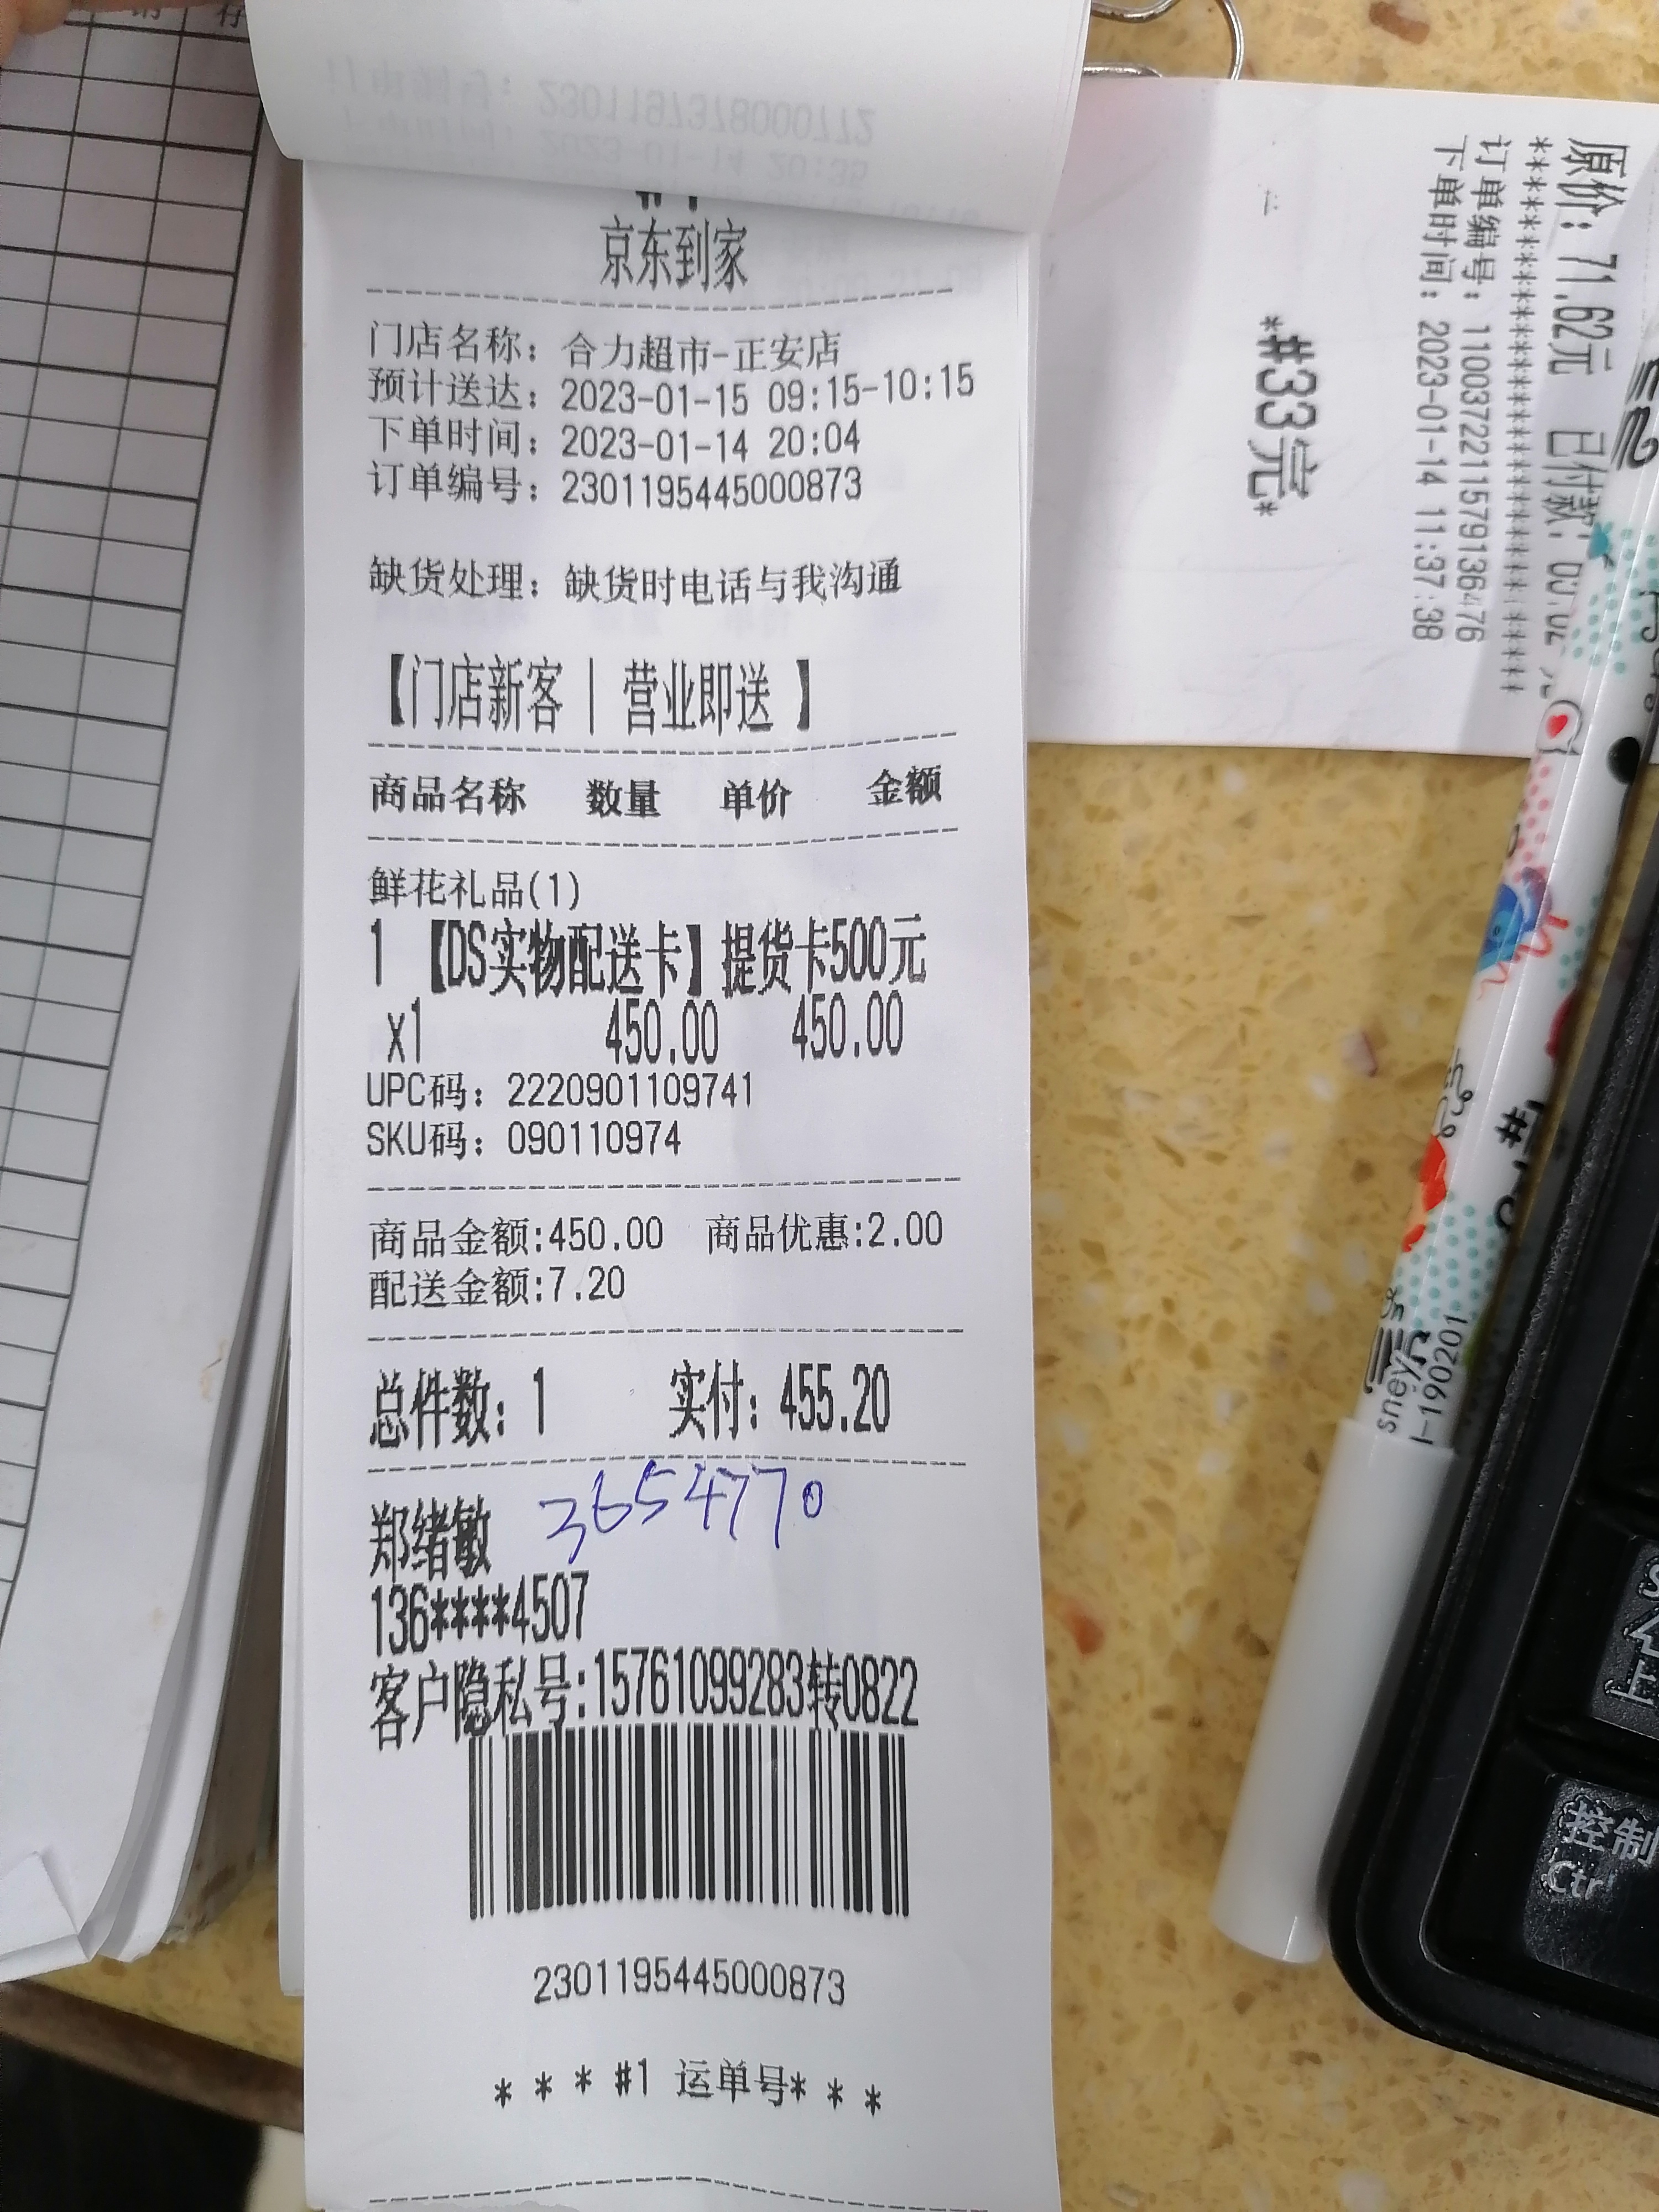 京东到家
门店名称：合力超市-正安店
预计送达：2023-01-15 09:15-10:15
下单时间：2023-01-14 20:04
订单编号：2301195445000873
缺货处理：缺货时电话与我沟通
【门店新客 | 营业即送 】
商品名称 数量 单价 金额
鲜花礼品(1)
1 【DS实物配送卡】提货卡500元
x1 450.00 450.00
UPC码：2220901109741
SKU码：090110974
商品金额:450.00 商品优惠:2.00
配送金额:7.20
总件数：1 实付：455.20
3654770
郑绪敏
136****4507
客户隐私号:15761099283转0822
2301195445000873
* * * #1 运单号* * *
原价：71.62元 已付款：
订单编号：1100372211579136476
下单时间：2023-01-14 11:37:38
*#33元*
sney
1-190201
控制
Ctrl
上